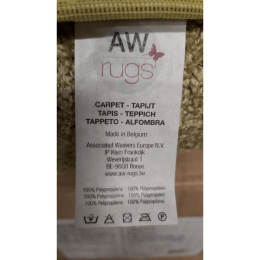 AW
rugs
CARPET - TAPIJT
TAPIS - TEPPICH
TAPPETO - ALFOMBRA
Made in Belgium
Associated Weavers Europe N.V.
IP Klein Frankrijk
Weverijstraat 1
BE-9600 Ronse
www.aw-rugs.be
100% Polypropylene - 100% Polypropyleen
100% Polypropylène - 100% Polypropylen
100% Polipropilene - 100% Polipropileno